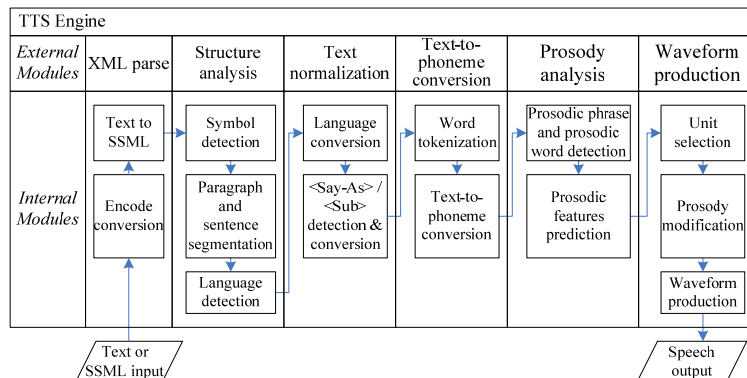 TTS Engine
External
Modules
XML parse
Structure
analysis
Text
normalization
Text-to-
phoneme
conversion
Prosody
analysis
Waveform
production
Internal
Modules
Text to
SSML
Encode
conversion
Symbol
detection
Paragraph
and
sentence
segmentation
Language
detection
Language
conversion
<Say-As> /
<Sub>
detection &
conversion
Word
tokenization
Text-to-
phoneme
conversion
Prosodic phrase
and prosodic
word detection
Prosodic
features
prediction
Unit
selection
Prosody
modification
Waveform
production
Text or
SSML input
Speech
output